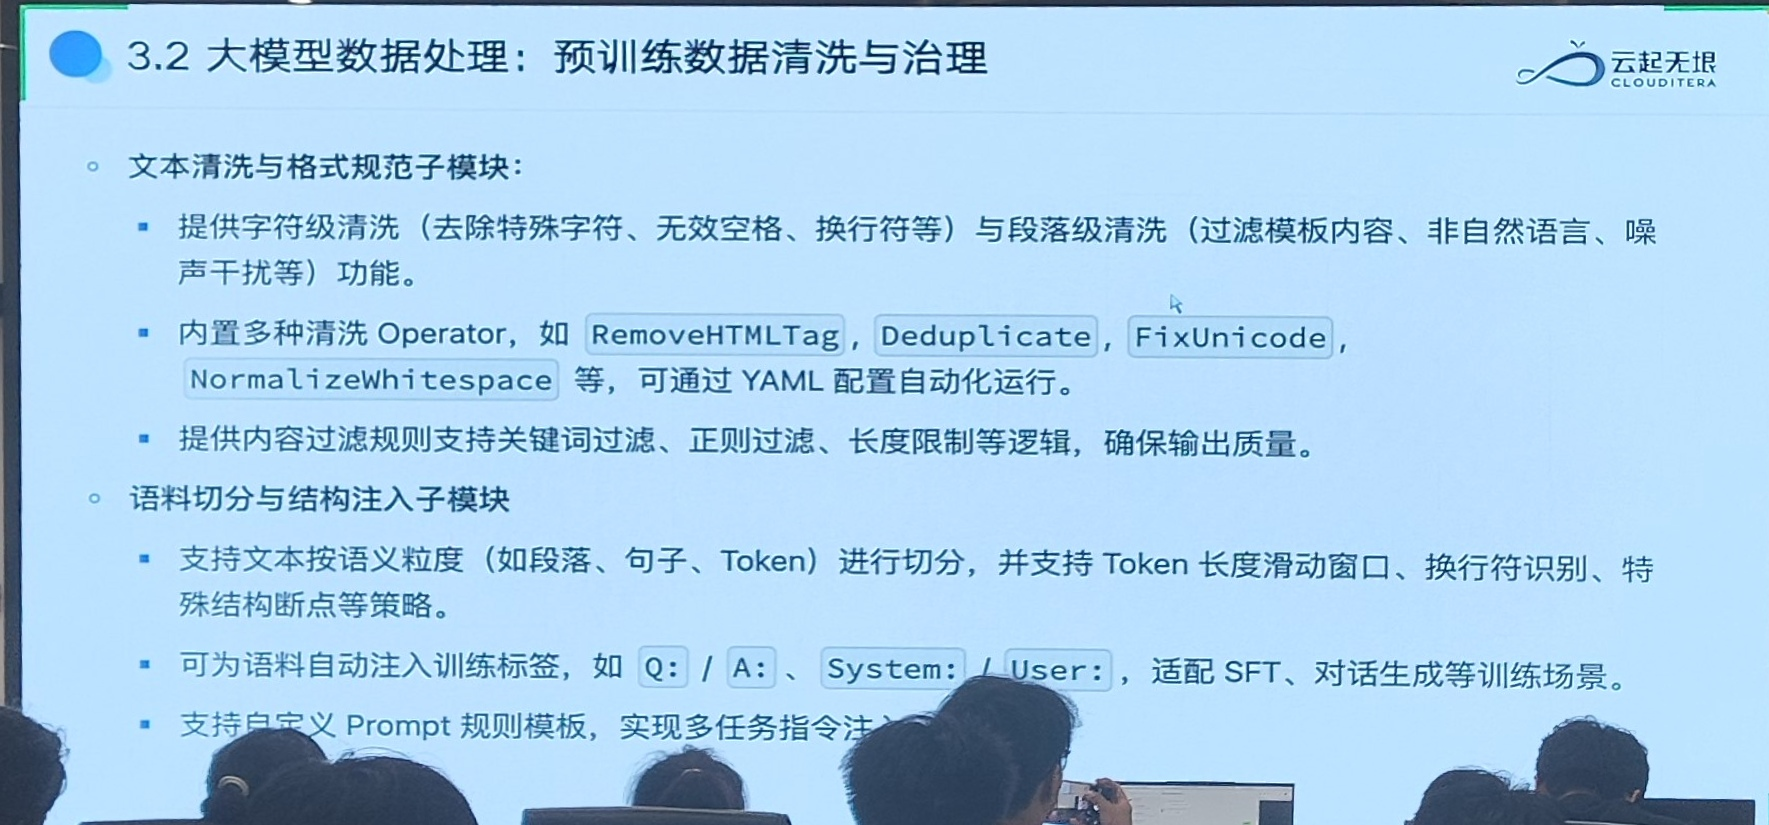 3.2 大模型数据处理：预训练数据清洗与治理
云起无垠
CLOUDITERA
文本清洗与格式规范子模块：
提供字符级清洗（去除特殊字符、无效空格、换行符等）与段落级清洗（过滤模板内容、非自然语言、噪
声干扰等）功能。
内置多种清洗 Operator，如 RemoveHTMLTag, Deduplicate, FixUnicode,
NormalizeWhitespace 等，可通过 YAML 配置自动化运行。
提供内容过滤规则支持关键词过滤、正则过滤、长度限制等逻辑，确保输出质量。
语料切分与结构注入子模块
支持文本按语义粒度（如段落、句子、Token）进行切分，并支持 Token 长度滑动窗口、换行符识别、特
殊结构断点等策略。
可为语料自动注入训练标签，如 Q: / A: 、 System: / User: ，适配 SFT、对话生成等训练场景。
支持自定义 Prompt 规则模板，实现多任务指令注